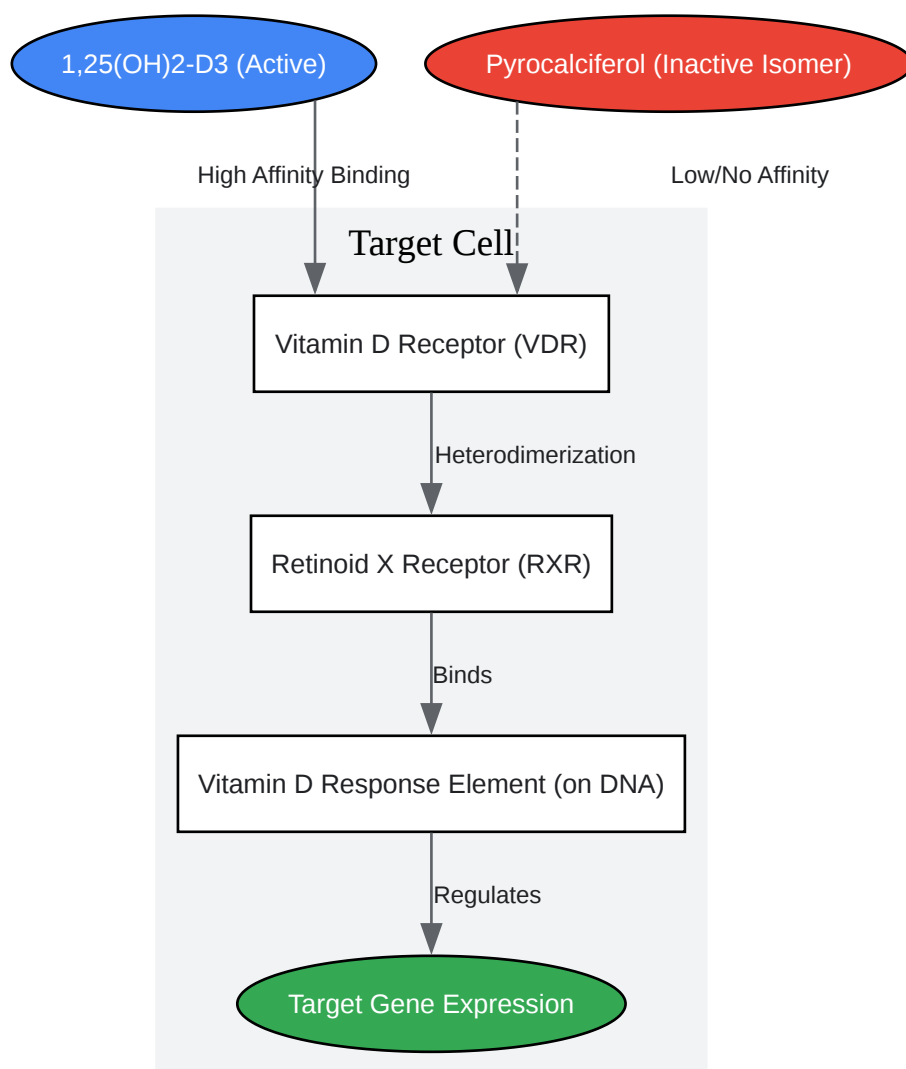 1,25(OH)2-D3 (Active)
Pyrocalciferol (Inactive Isomer)
High Affinity Binding
Low/No Affinity
Target Cell
Vitamin D Receptor (VDR)
Heterodimerization
Retinoid X Receptor (RXR)
Binds
Vitamin D Response Element (on DNA)
Regulates
Target Gene Expression